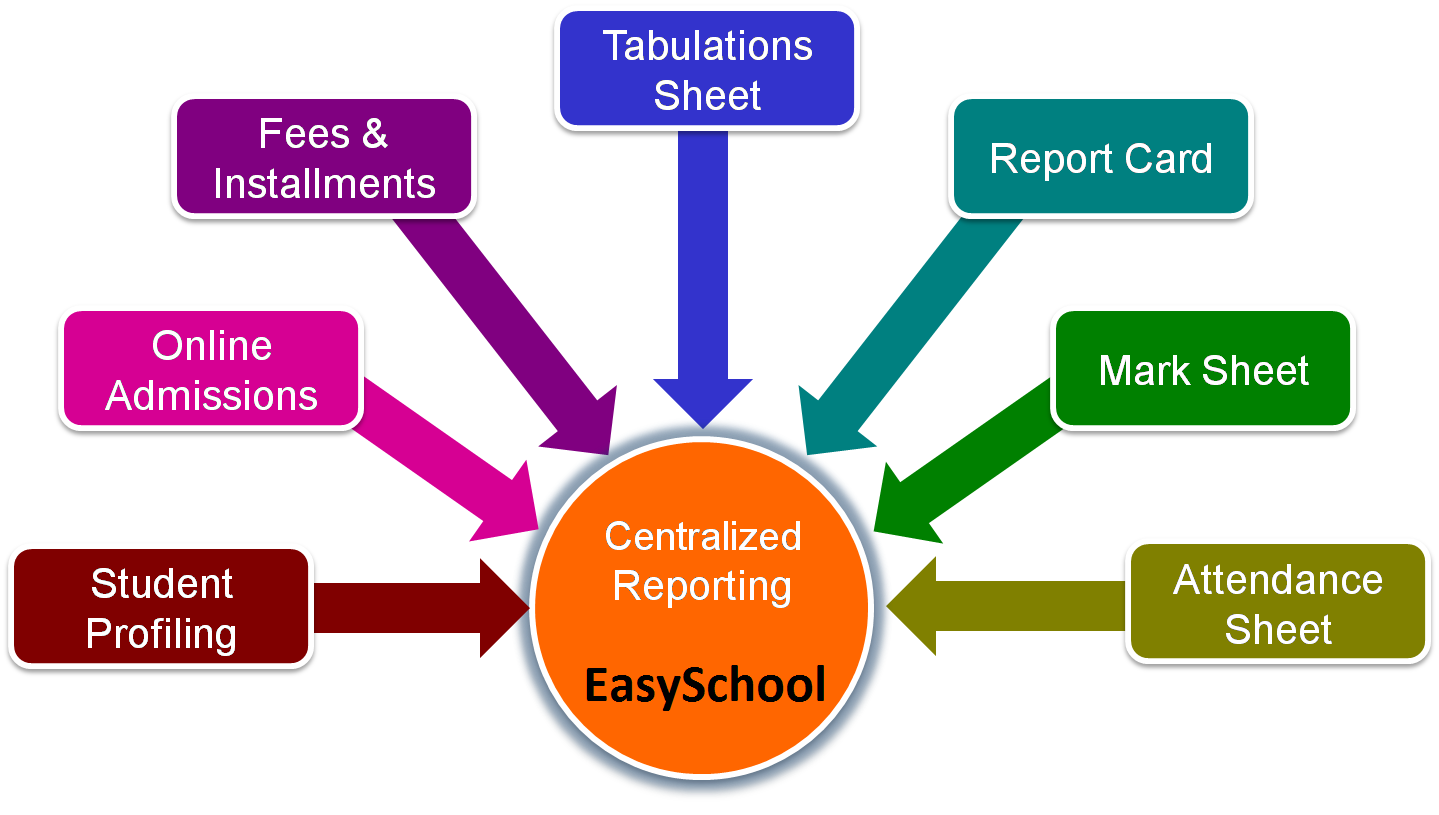 Tabulations
Sheet
Fees &
Installments
Report Card
Online
Admissions
Mark Sheet
Student
Profiling
Centralized
Reporting
EasySchool
Attendance
Sheet